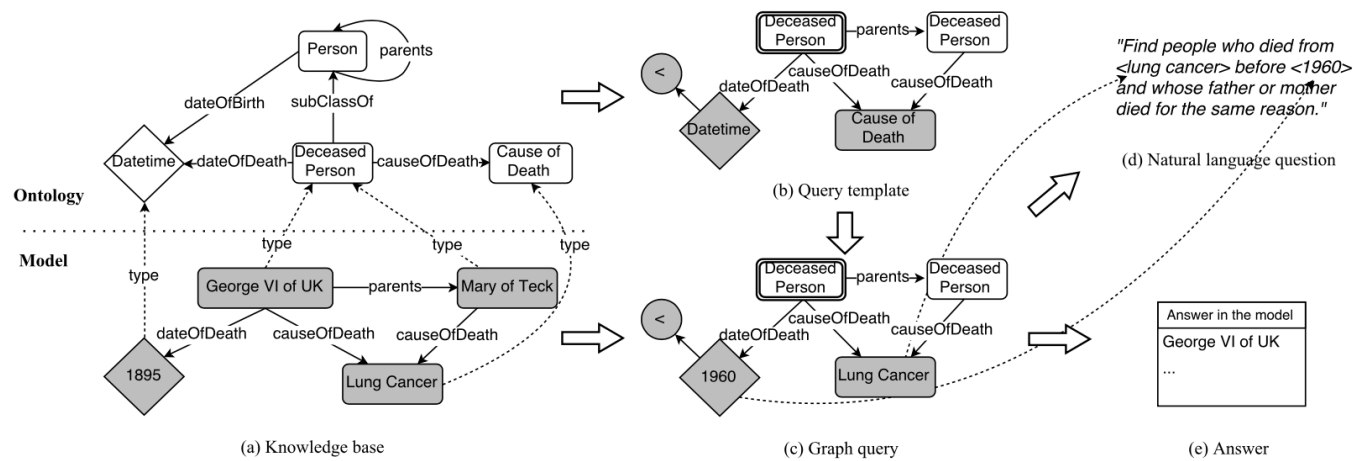 Person
parents
dateOfBirth
subClassOf
Datetime
dateOfDeath
Deceased
Person
causeOfDeath
Cause of
Death
Ontology
Model
type
type
type
type
George VI of UK
parents
Mary of Teck
dateOfDeath
causeOfDeath
causeOfDeath
1895
Lung Cancer
(a) Knowledge base
Deceased
Person
parents
Deceased
Person
<
causeOfDeath
dateOfDeath
causeOfDeath
Datetime
Cause of
Death
(b) Query template
Deceased
Person
parents
Deceased
Person
<
causeOfDeath
dateOfDeath
causeOfDeath
1960
Lung Cancer
(c) Graph query
"Find people who died from
<lung cancer> before <1960>
and whose father or mother
died for the same reason."
(d) Natural language question
Answer in the model
George VI of UK
...
(e) Answer